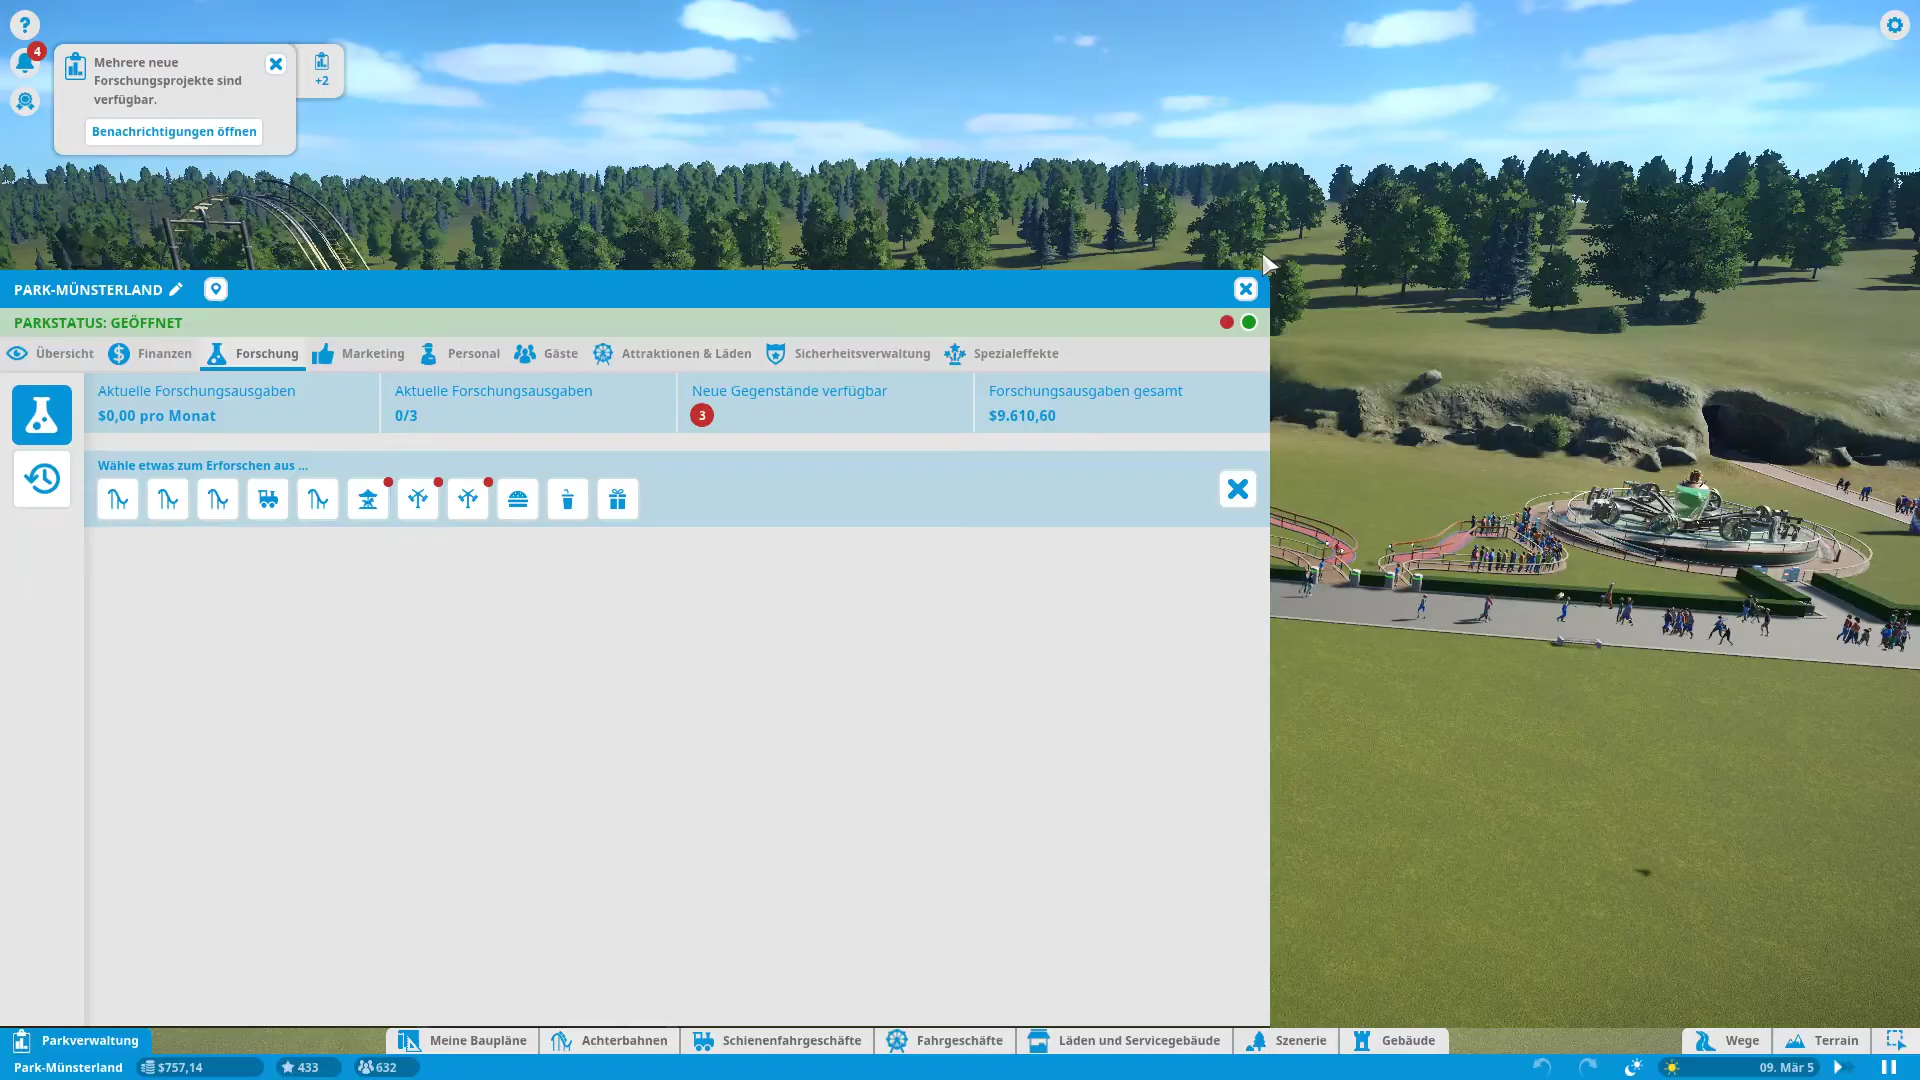 ?
4
Mehrere neue
Forschungsprojekte sind
verfügbar.
Benachrichtigungen öffnen
+2
PARK-MÜNSTERLAND
PARKSTATUS: GEÖFFNET
Übersicht
Finanzen
Forschung
Marketing
Personal
Gäste
Attraktionen & Läden
Sicherheitsverwaltung
Spezialeffekte
Aktuelle Forschungsausgaben
$0,00 pro Monat
Aktuelle Forschungsausgaben
0/3
Neue Gegenstände verfügbar
3
Forschungsausgaben gesamt
$9.610,60
Wähle etwas zum Erforschen aus ...
Parkverwaltung
Meine Baupläne
Achterbahnen
Schienenfahrgeschäfte
Fahrgeschäfte
Läden und Servicegebäude
Szenerie
Gebäude
Wege
Terrain
Park-Münsterland
$757,14
433
632
09. Mär 5